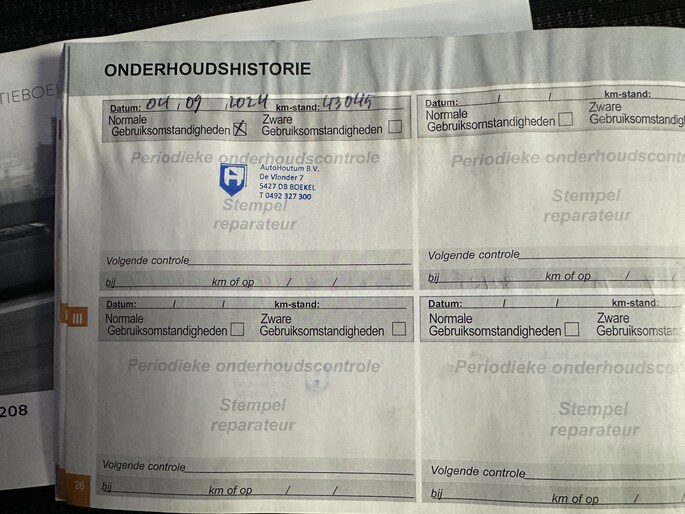 TIEBOE
208
ONDERHOUDSHISTORIE
Datum: 04 / 09 / 2024 km-stand: 43045
Normale
Gebruiksomstandigheden
Zware
Gebruiksomstandigheden
Periodieke onderhoudscontrole
AutoHoutum B.V.
De Vlonder 7
5427 DB BOEKEL
T 0492 327 300
Stempel
reparateur
Volgende controle
bij km of op / /
Datum: / / km-stand:
Normale
Gebruiksomstandigheden
Zware
Gebruiksomsta
Periodieke onderhoudscont
Stempel
reparateur
Volgende controle
bij km of op / /
III
Datum: / / km-stand:
Normale
Gebruiksomstandigheden
Zware
Gebruiksomstandigheden
Periodieke onderhoudscontrole
Stempel
reparateur
Volgende controle
bij km of op / /
Datum: / / km-stand:
Normale
Gebruiksomstandigheden
Zware
Gebruiksomstan
Periodieke onderhoudsco
Stempel
reparateur
Volgende controle
bij km of op / /
26